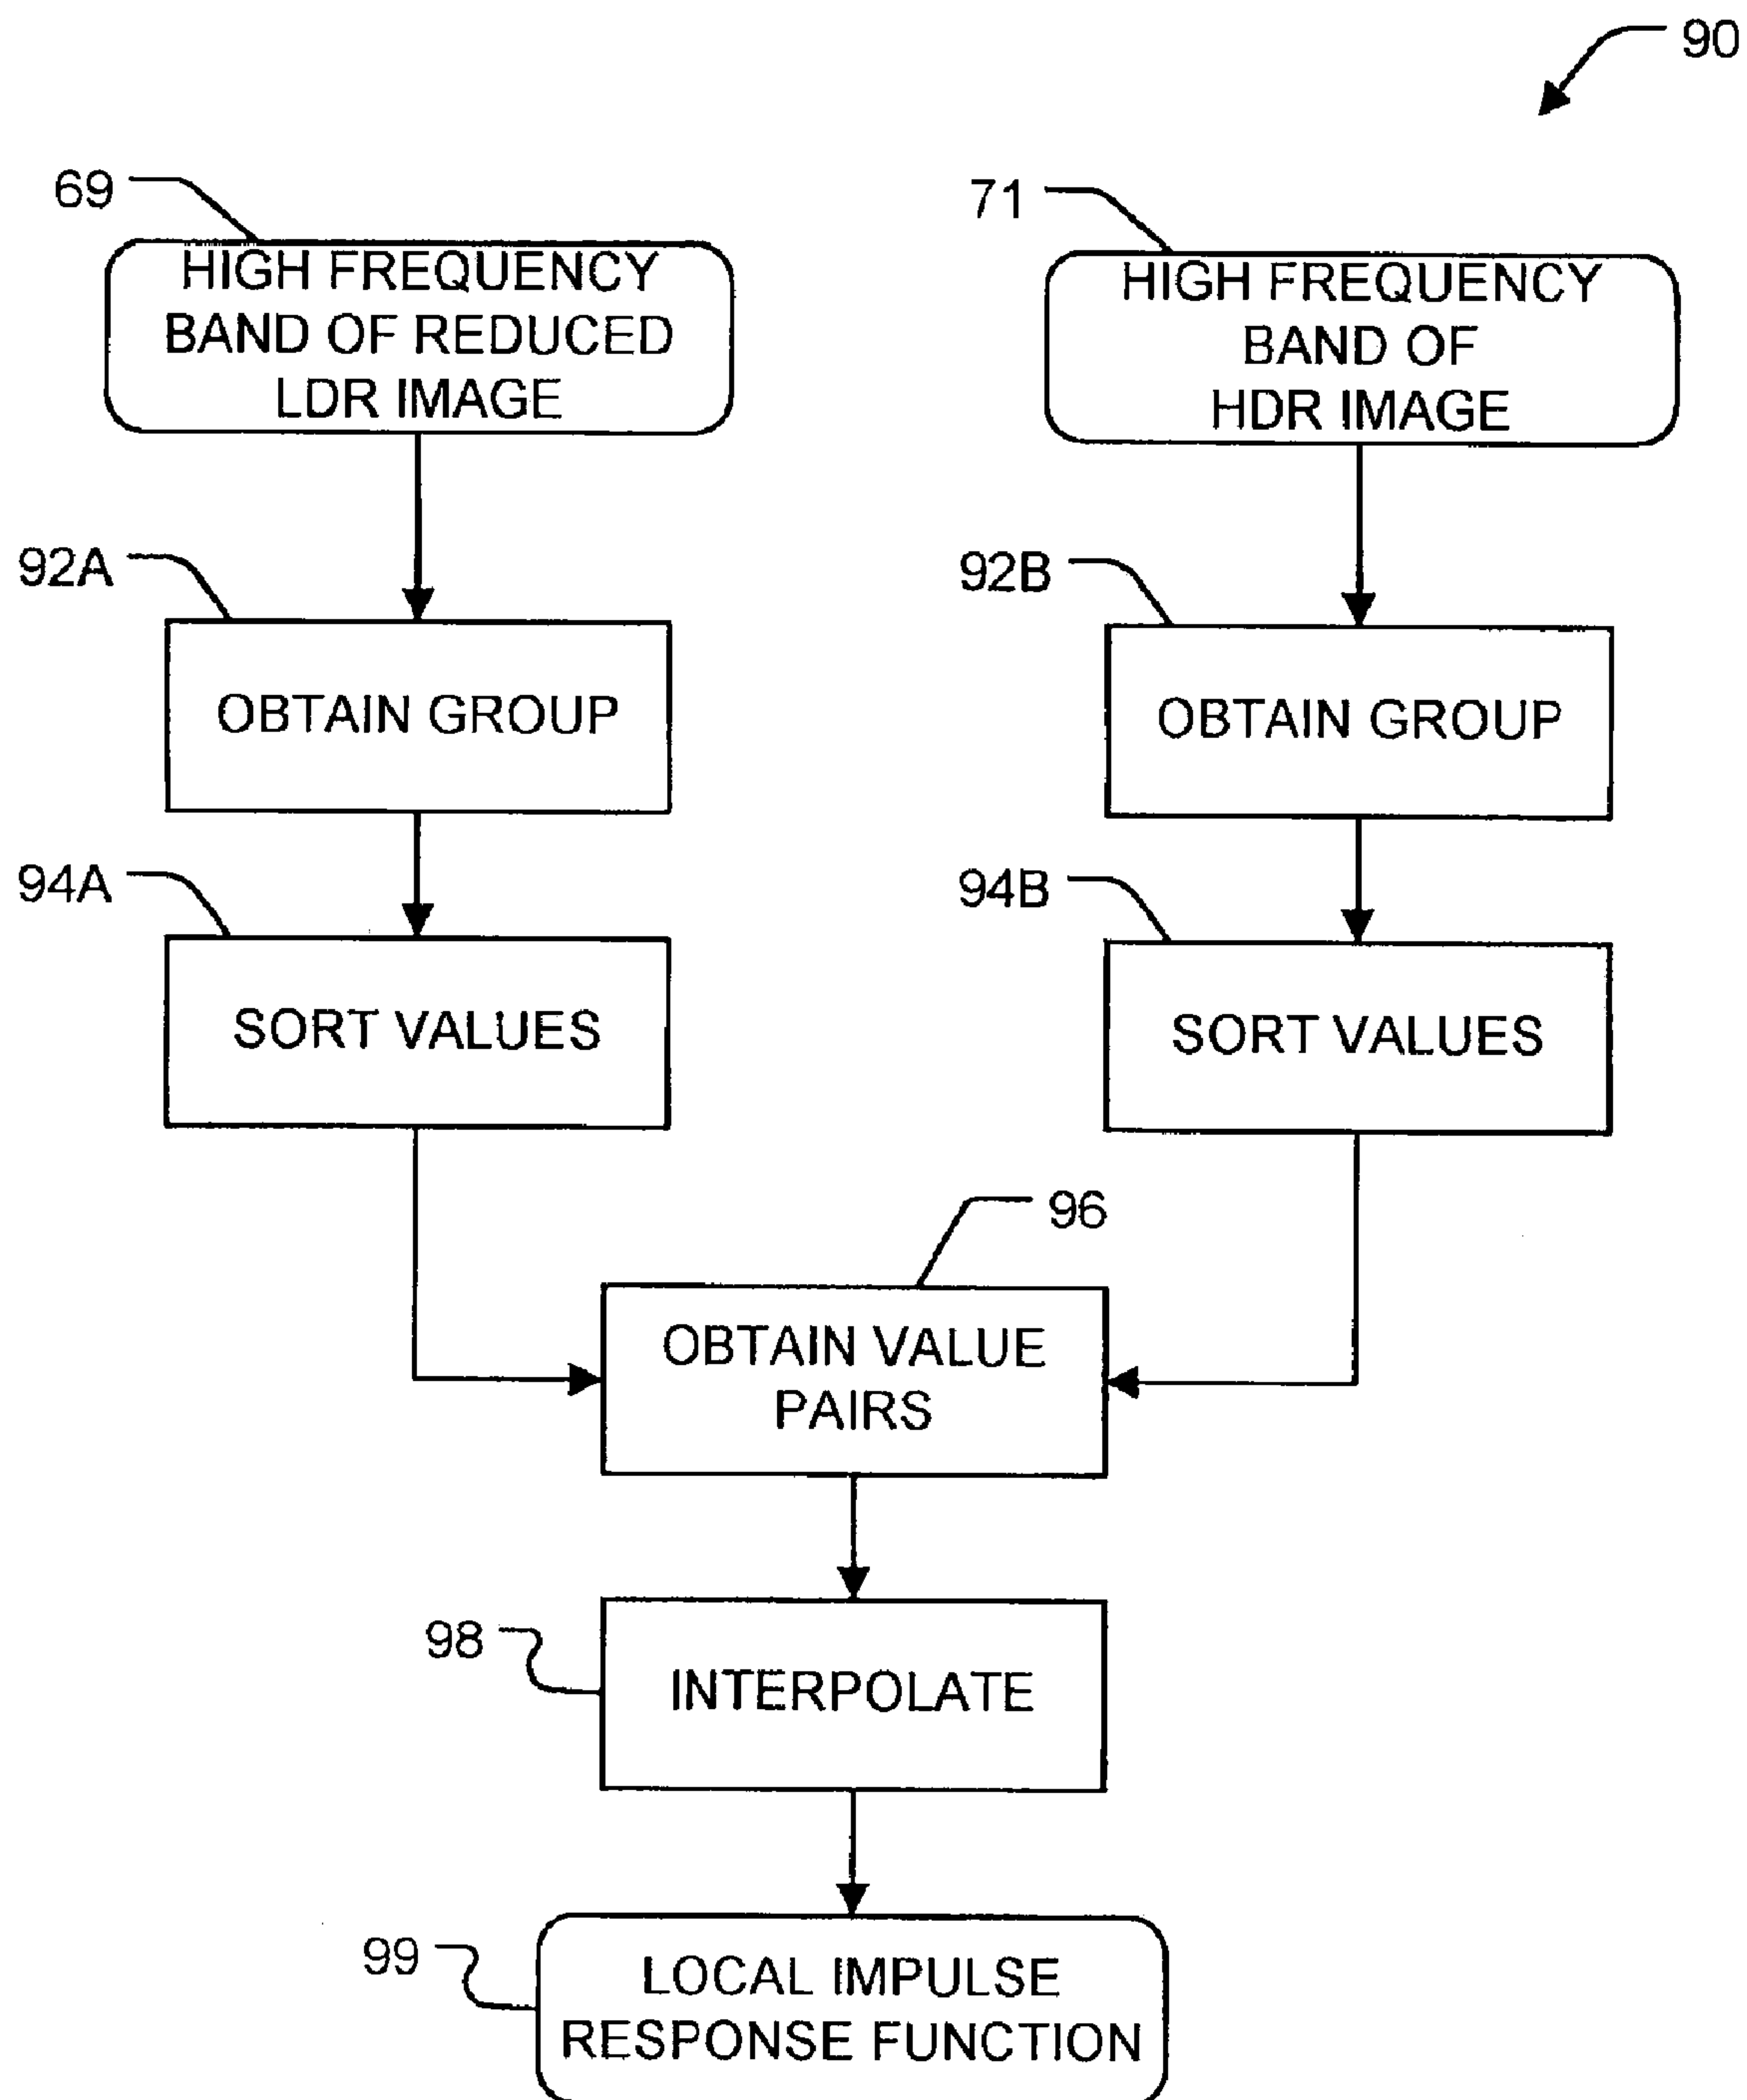 90
69
HIGH FREQUENCY
BAND OF REDUCED
LDR IMAGE
71
HIGH FREQUENCY
BAND OF
HDR IMAGE
92A
OBTAIN GROUP
92B
OBTAIN GROUP
94A
SORT VALUES
94B
SORT VALUES
96
OBTAIN VALUE
PAIRS
98
INTERPOLATE
99
LOCAL IMPULSE
RESPONSE FUNCTION